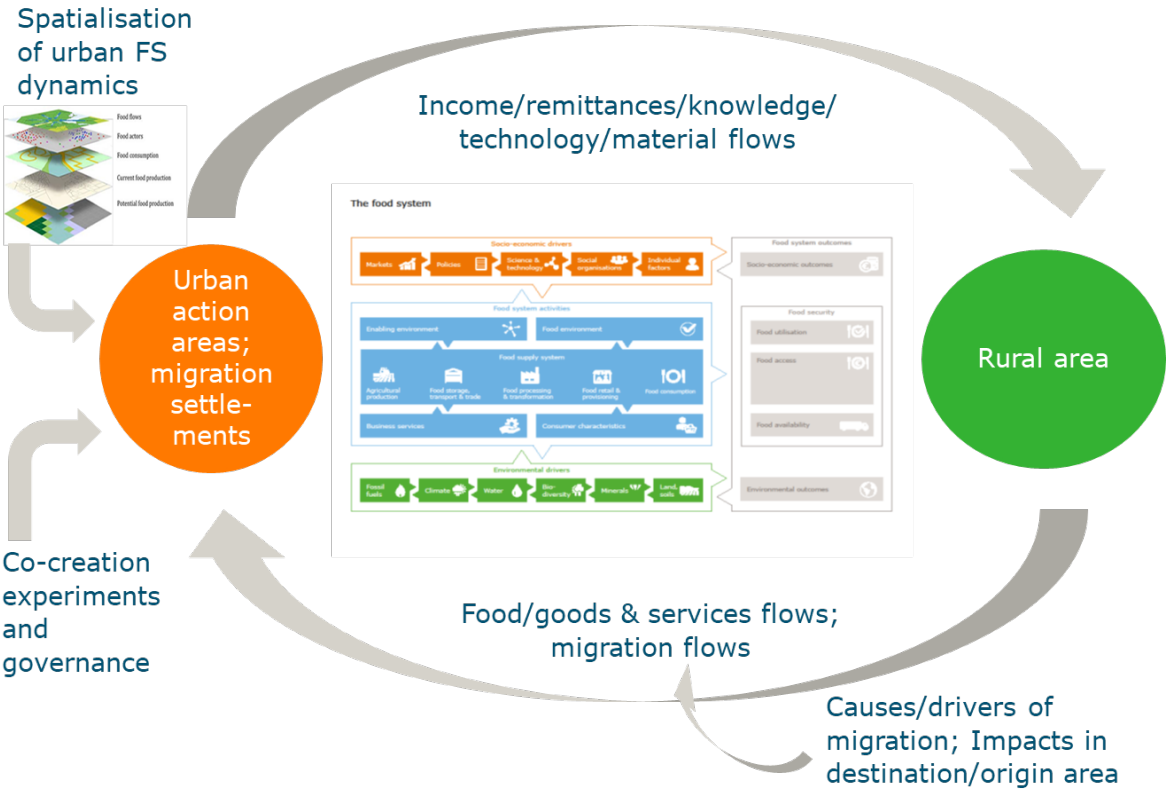 Spatialisation
of urban FS
dynamics
Food flows
Food actors
Food consumption
Current food production
Potential food production
Income/remittances/knowledge/
technology/material flows
The food system
Socio-economic drivers
Markets
Policies
Science &
technology
Social
organisations
Individual
factors
Food system outcomes
Socio-economic outcomes
Food system activities
Enabling environment
Food environment
Food supply system
Agricultural
production
Food storage,
transport & trade
Food processing
& transformation
Food retail &
provisioning
Food consumption
Business services
Consumer characteristics
Food security
Food utilisation
Food access
Food availability
Environmental drivers
Fossil
fuels
Climate
Water
Bio-
diversity
Minerals
Land,
soils
Environmental outcomes
Urban
action
areas;
migration
settle-
ments
Rural area
Co-creation
experiments
and
governance
Food/goods & services flows;
migration flows
Causes/drivers of
migration; Impacts in
destination/origin area